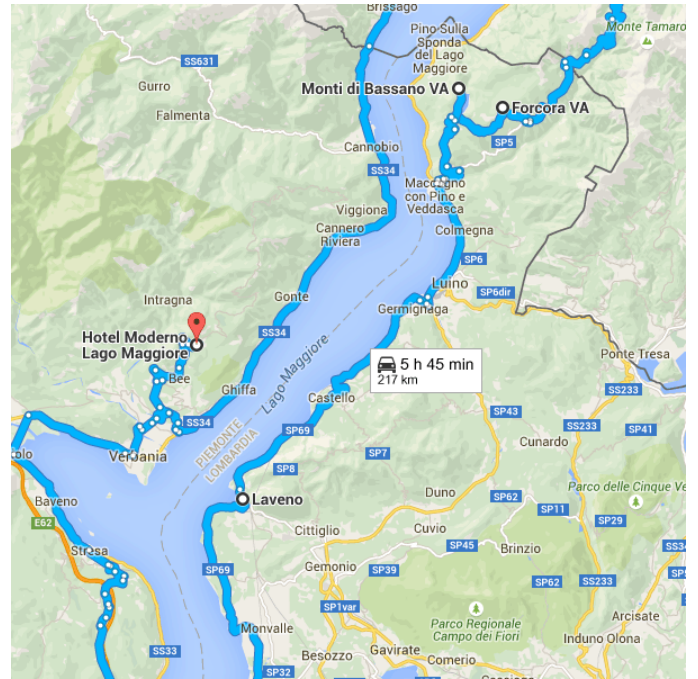 Brissago
Pino Sulla
Sponda
del Lago
Maggiore
Monte Tamaro
SS631
Gurro
Monti di Bassano VA
Forcora VA
Falmenta
Cannobio
SP5
SS34
Maccagno
con Pino e
Veddasca
Viggiona
Cannero
Riviera
Colmegna
SP6
Luino
SP6dir
Intragna
Gonte
Germignaga
Hotel Moderno
Lago Maggiore
SS34
Lago Maggiore
5 h 45 min
217 km
Ponte Tresa
Bee
Ghiffa
Castello
SS233
SS34
SP69
SP43
SP41
SS233
Cunardo
Verbania
PIEMONTE
LOMBARDIA
SP8
SP7
olo
Baveno
Laveno
Duno
SP62
SP11
Parco delle Cinque Ve
SP29
E62
Cittiglio
Cuvio
Stresa
SP69
Gemonio
SP45
Brinzio
SS34
SP39
SP62
SS233
SP5
SP1var
Parco Regionale
Campo dei Fiori
Arcisate
Monvalle
Induno Olona
SS33
SP32
Besozzo
Gavirate
Comerio